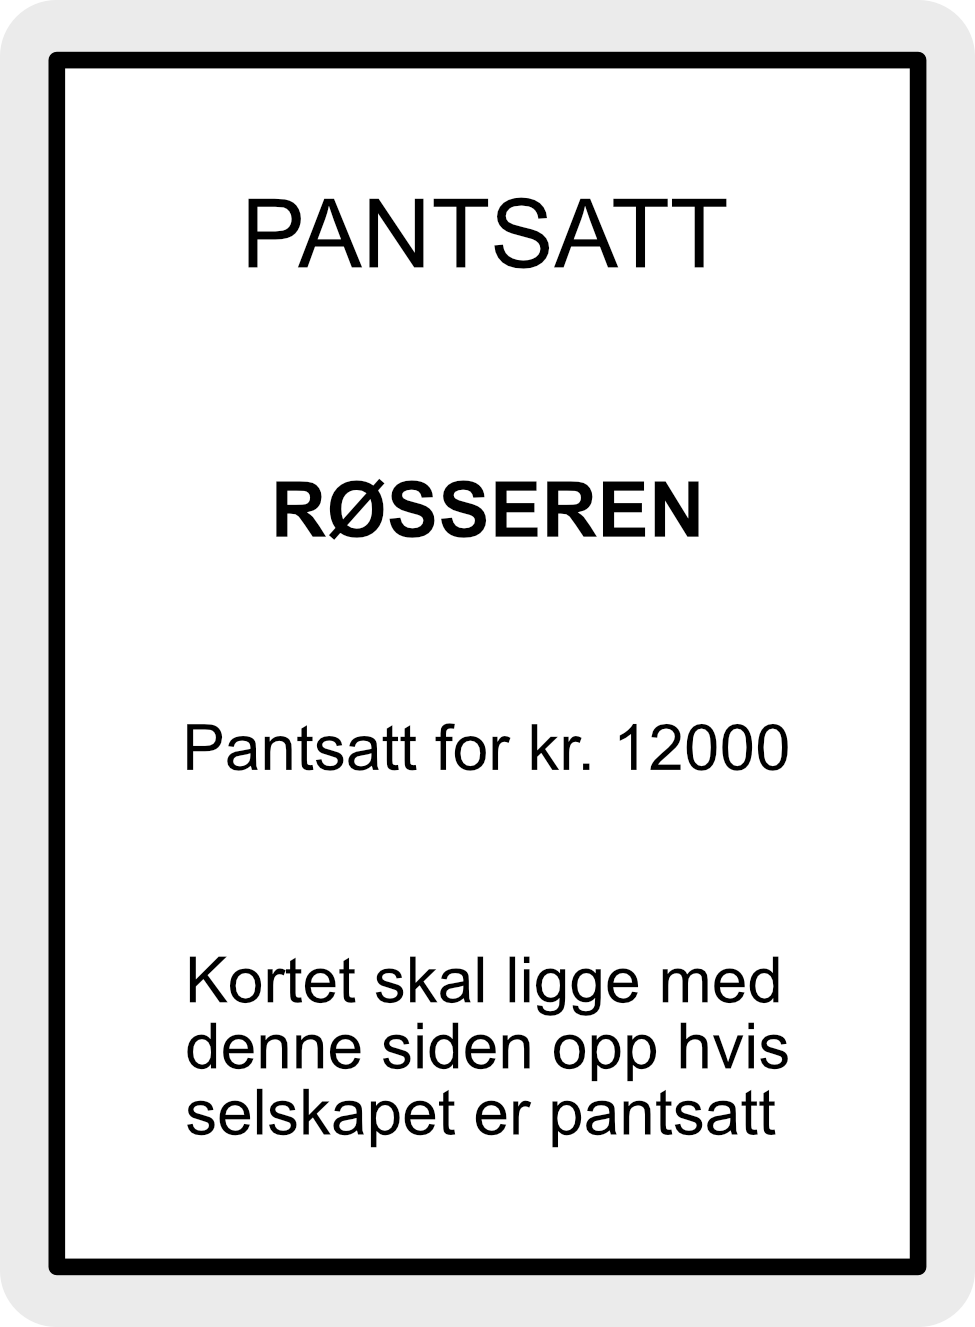 PANTSATT
RØSSEREN
Pantsatt for kr. 12000
Kortet skal ligge med
denne siden opp hvis
selskapet er pantsatt